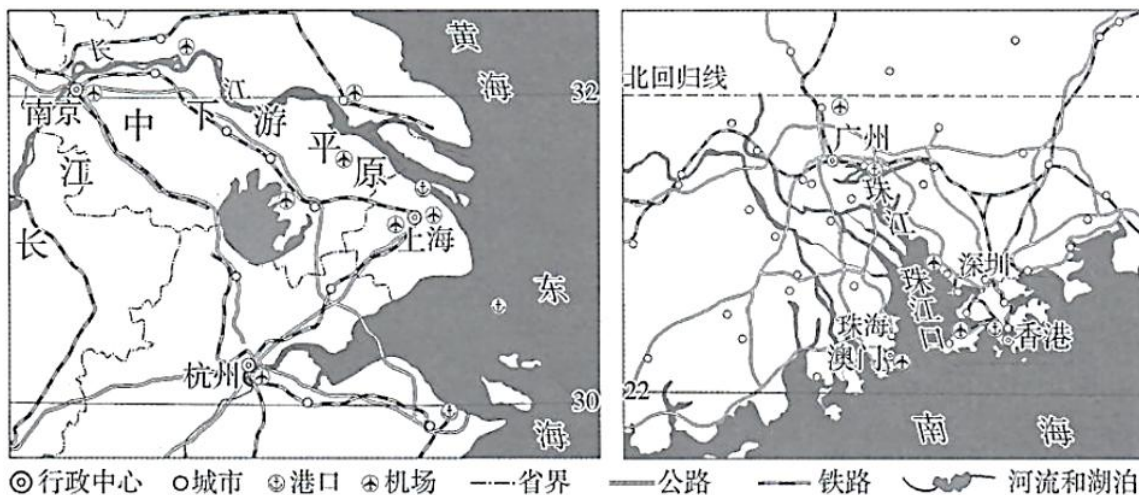 黄
海
长
江
32
南京
中
下
游
平
原
江
长
上海
东
杭州
30
海
北回归线
广州
珠
江
深圳
珠江口
珠海
香港
澳门
22
南
海
行政中心 城市 港口 机场 省界 公路 铁路 河流和湖泊